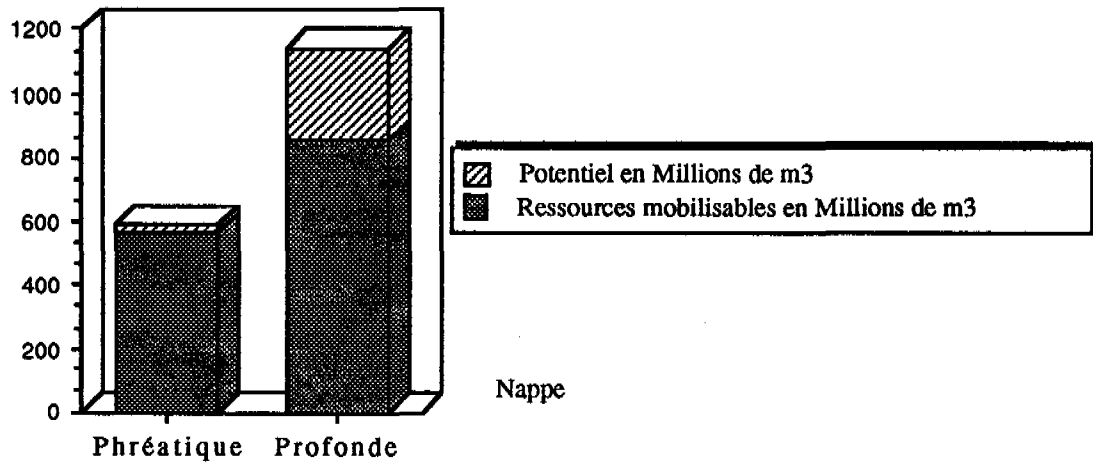 1200
1000
800
600
400
200
0
Potentiel en Millions de m3
Ressources mobilisables en Millions de m3
Nappe
Phréatique Profonde